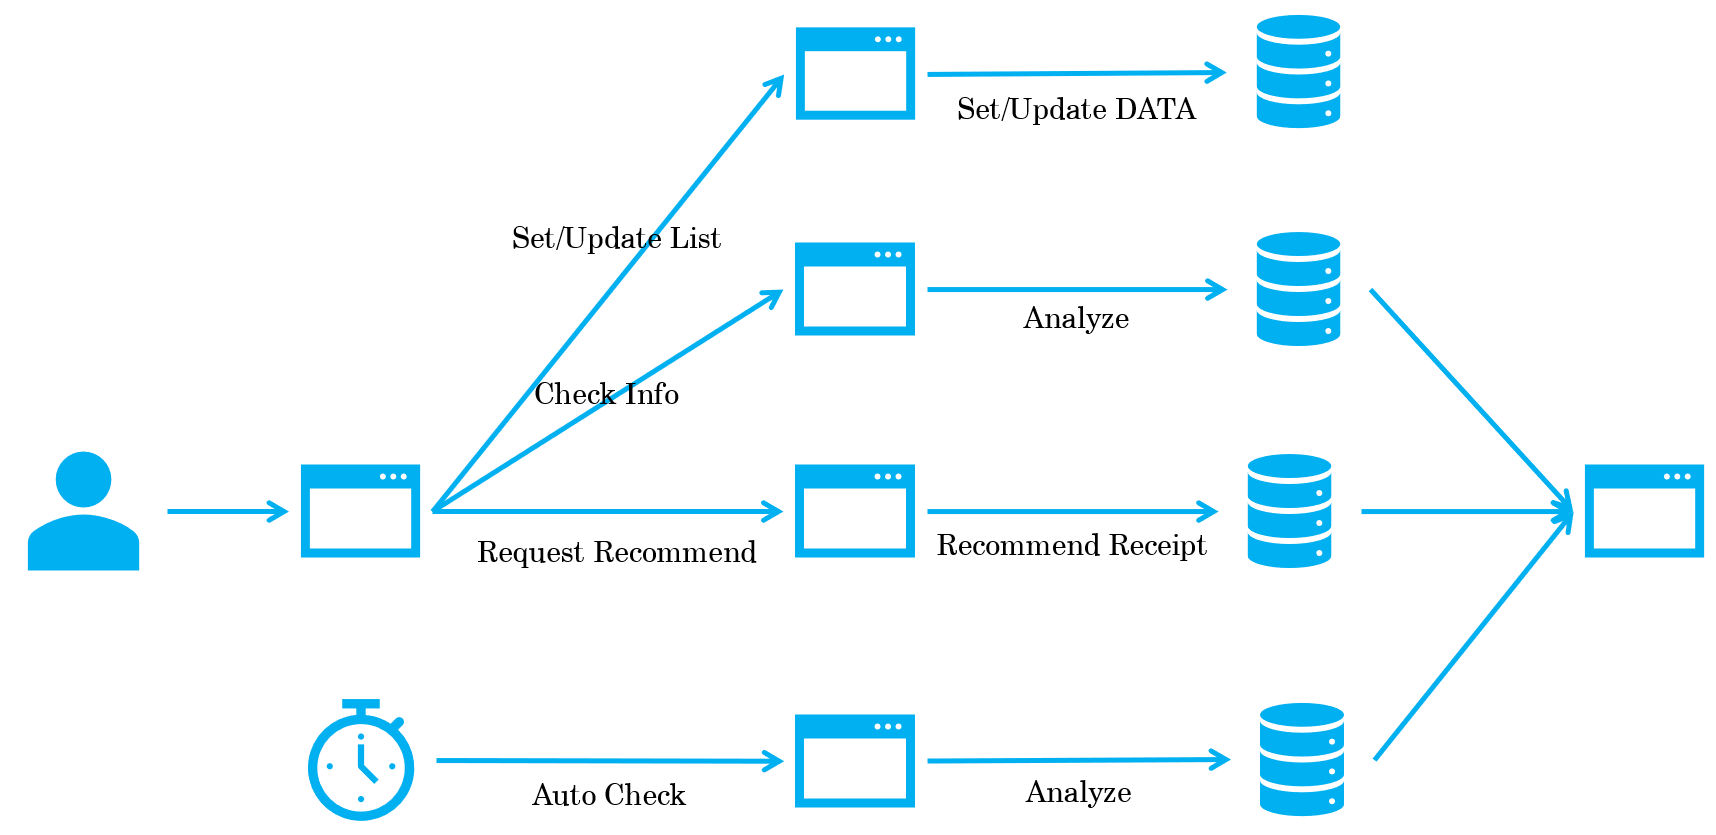 Set/Update DATA
Set/Update List
Analyze
Check Info
Request Recommend
Recommend Receipt
Auto Check
Analyze